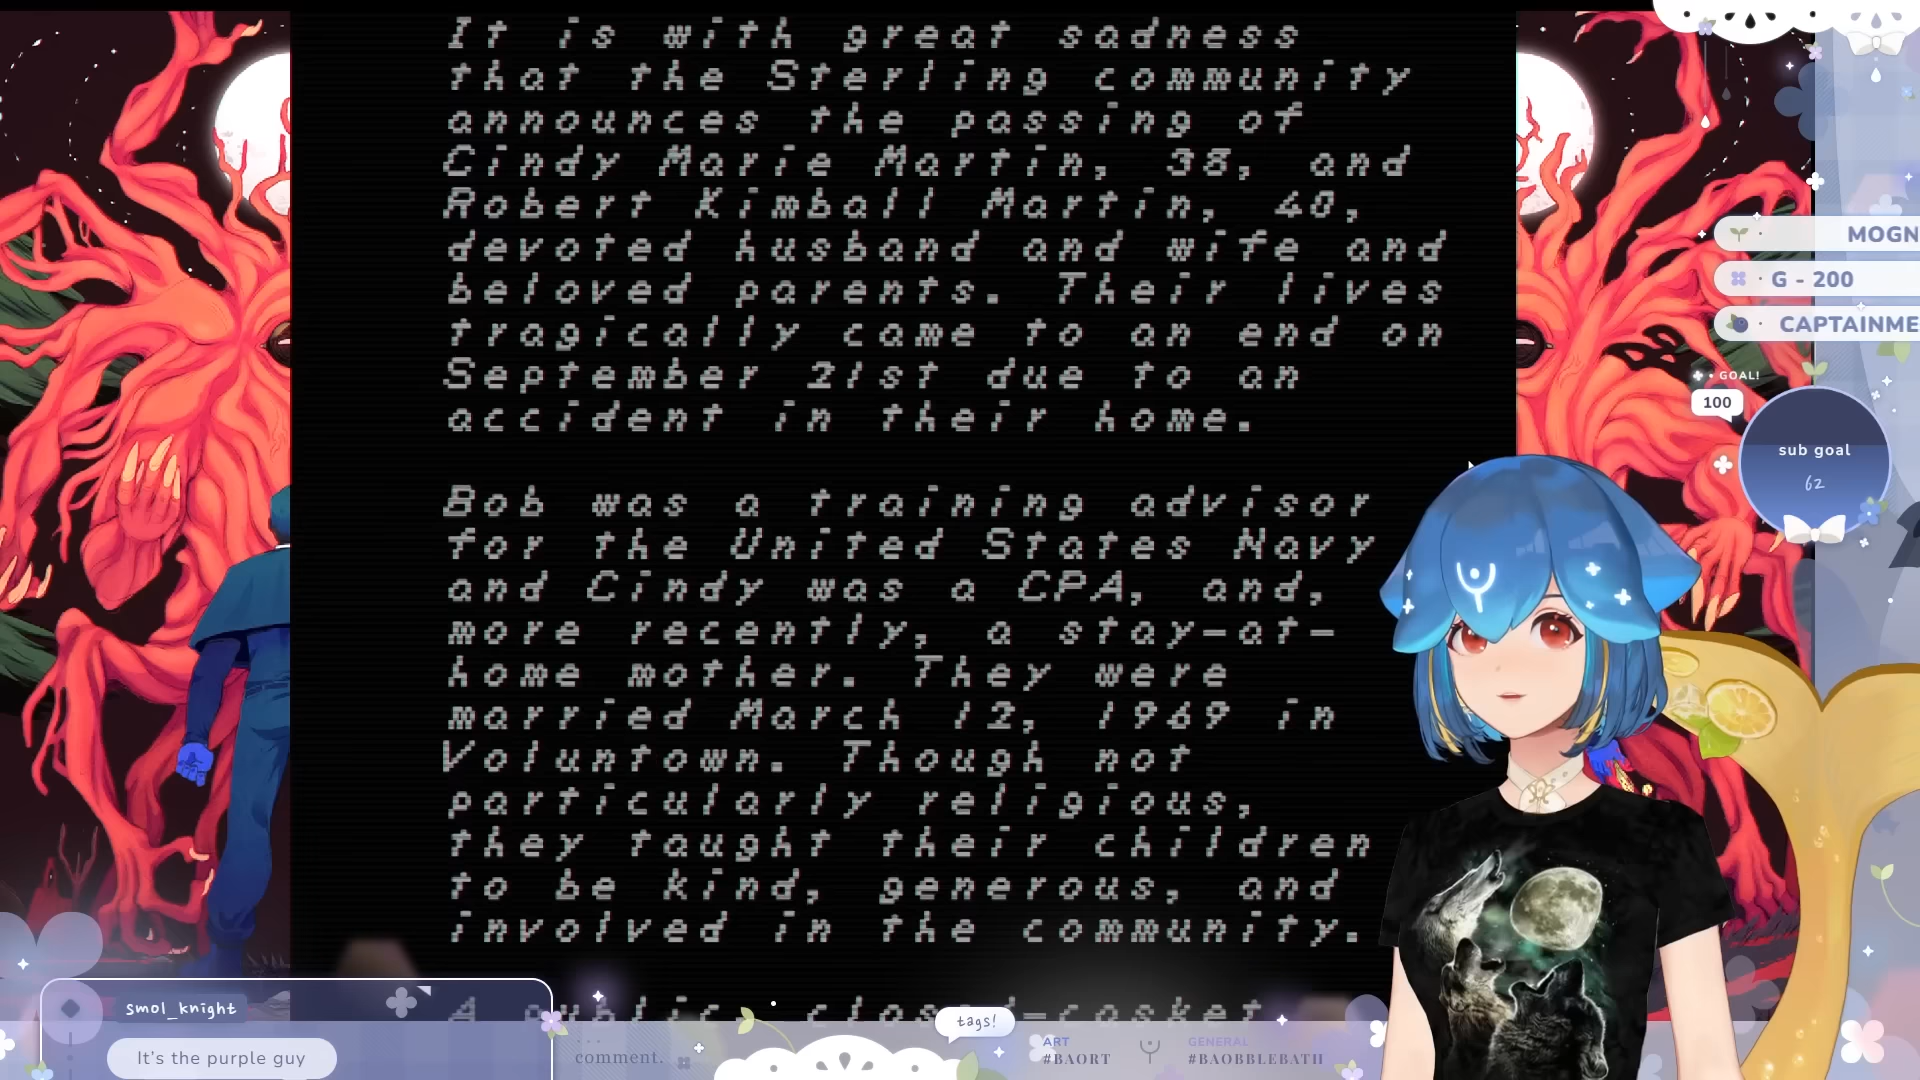 It is with great sadness
that the Sterling community
announces the passing of
Cindy Marie Martin, 38, and
Robert Kimball Martin, 40,
devoted husband and wife and
beloved parents. Their lives
tragically came to an end on
September 21st due to an
accident in their home.
Bob was a training advisor
for the United States Navy
and Cindy was a CPA, and,
more recently, a stay-at-
home mother. They were
married March 12, 1969 in
Voluntown. Though not
particularly religious,
they taught their children
to be kind, generous, and
involved in the community.
A public, closed-casket
MOGN
G - 200
CAPTAINME
GOAL!
100
sub goal
62
smol_knight
It's the purple guy
comment.
tags!
ART
#BAORT
GENERAL
#BAOBBLEBATH